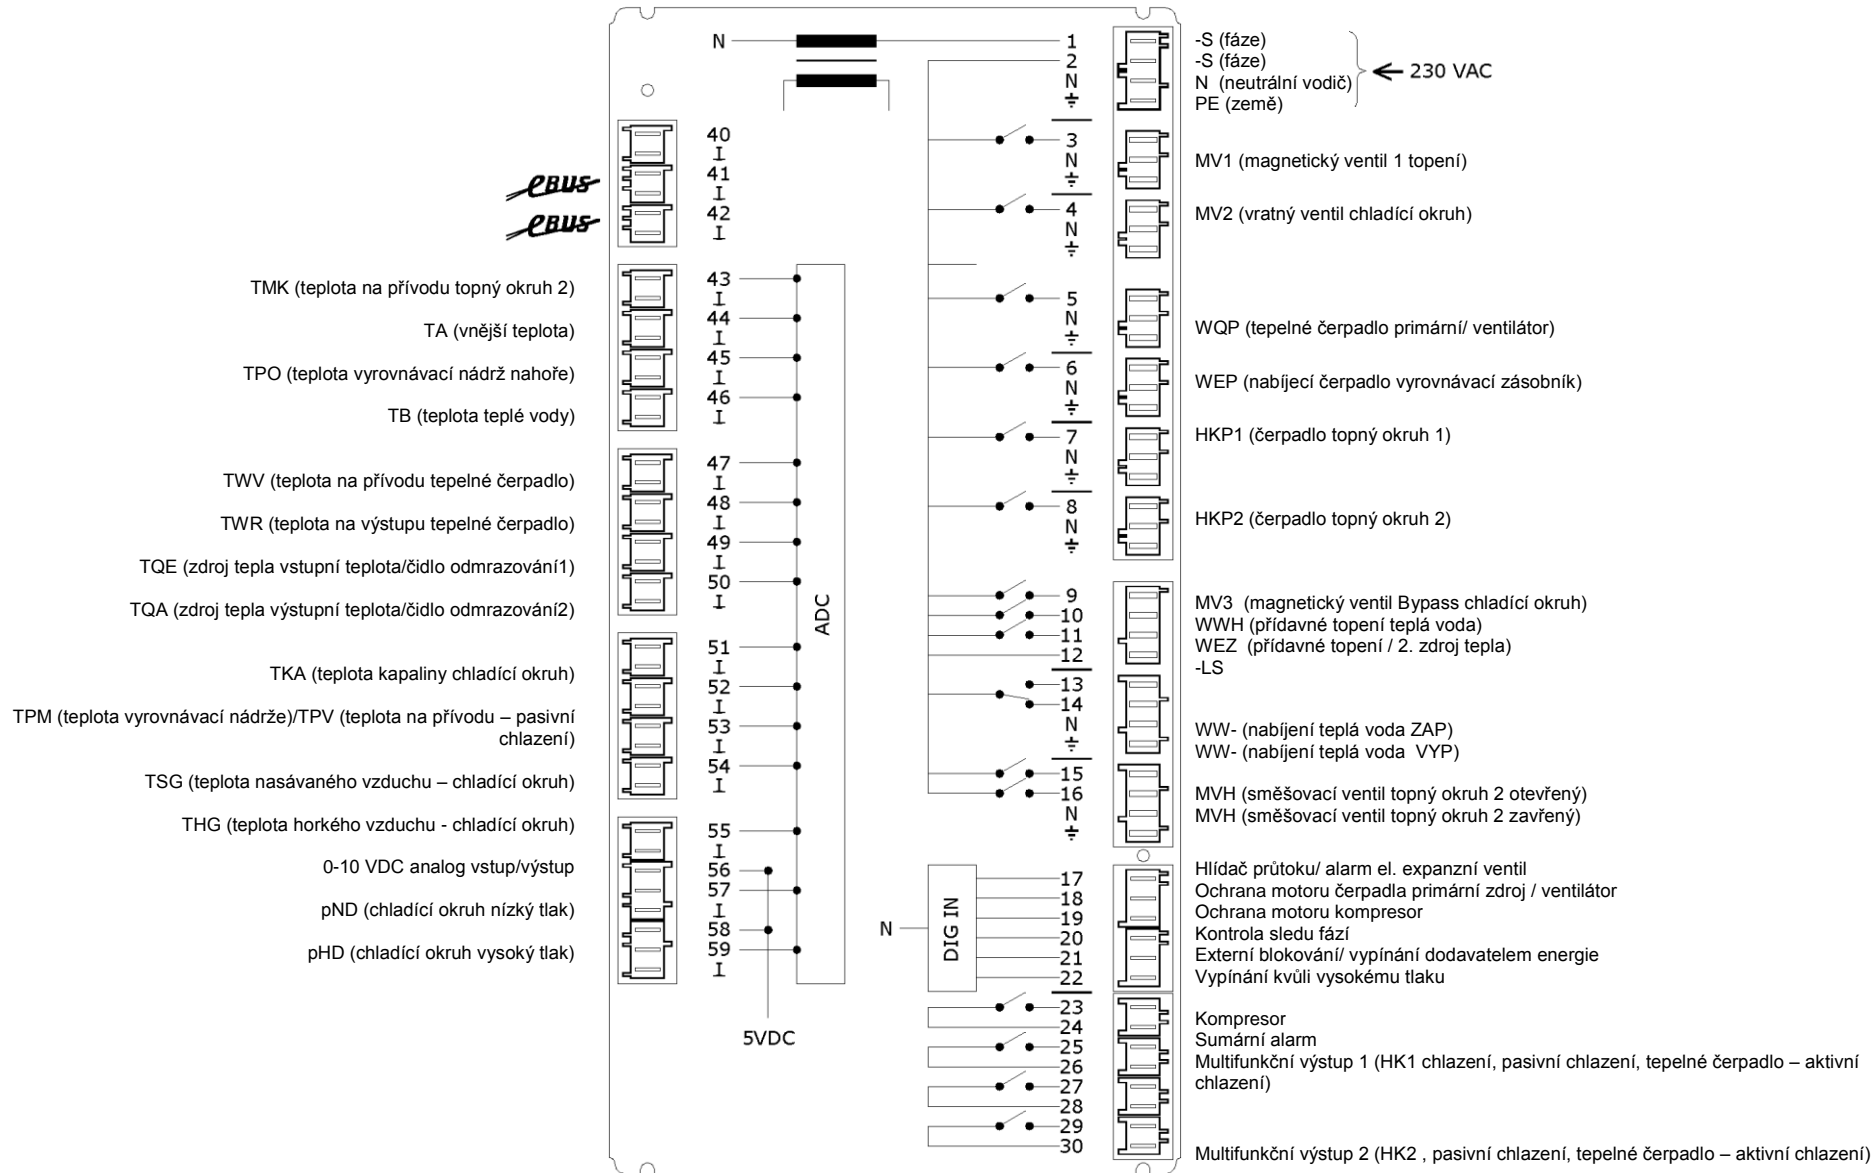 N
1
2
N
-S (fáze)
-S (fáze)
N (neutrální vodič)
PE (země)
230 VAC
40
I
41
I
42
I
eBUS
eBUS
3
N
MV1 (magnetický ventil 1 topení)
4
N
MV2 (vratný ventil chladící okruh)
TMK (teplota na přívodu topný okruh 2)
TA (vnější teplota)
TPO (teplota vyrovnávací nádrž nahoře)
TB (teplota teplé vody)
43
I
44
I
45
I
46
I
TWV (teplota na přívodu tepelné čerpadlo)
TWR (teplota na výstupu tepelné čerpadlo)
TQE (zdroj tepla vstupní teplota/čidlo odmrazování1)
TQA (zdroj tepla výstupní teplota/čidlo odmrazování2)
47
I
48
I
49
I
50
I
TKA (teplota kapaliny chladící okruh)
TPM (teplota vyrovnávací nádrže)/TPV (teplota na přívodu – pasivní
chlazení)
TSG (teplota nasávaného vzduchu – chladící okruh)
51
I
52
I
53
I
54
I
THG (teplota horkého vzduchu - chladící okruh)
0-10 VDC analog vstup/výstup
pND (chladící okruh nízký tlak)
pHD (chladící okruh vysoký tlak)
55
I
56
57
I
58
59
I
ADC
5VDC
5
N
WQP (tepelné čerpadlo primární/ ventilátor)
6
N
WEP (nabíjecí čerpadlo vyrovnávací zásobník)
7
N
HKP1 (čerpadlo topný okruh 1)
8
N
HKP2 (čerpadlo topný okruh 2)
9
10
11
12
MV3 (magnetický ventil Bypass chladící okruh)
WWH (přídavné topení teplá voda)
WEZ (přídavné topení / 2. zdroj tepla)
-LS
13
14
N
WW- (nabíjení teplá voda ZAP)
WW- (nabíjení teplá voda VYP)
15
16
N
MVH (směšovací ventil topný okruh 2 otevřený)
MVH (směšovací ventil topný okruh 2 zavřený)
N
DIG IN
17
18
19
20
21
22
Hlídač průtoku/ alarm el. expanzní ventil
Ochrana motoru čerpadla primární zdroj / ventilátor
Ochrana motoru kompresor
Kontrola sledu fází
Externí blokování/ vypínání dodavatelem energie
Vypínání kvůli vysokému tlaku
23
24
25
26
27
28
29
30
Kompresor
Sumární alarm
Multifunkční výstup 1 (HK1 chlazení, pasivní chlazení, tepelné čerpadlo – aktivní
chlazení)
Multifunkční výstup 2 (HK2 , pasivní chlazení, tepelné čerpadlo – aktivní chlazení)